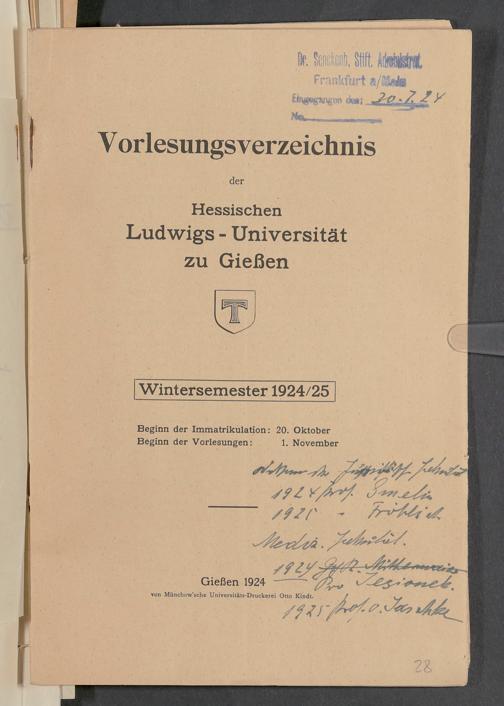 Dr. Senckenb. Stift. Administrat.
Frankfurt a/Main
Eingegangen den: 30.7.24
No.
Vorlesungsverzeichnis
der
Hessischen
Ludwigs-Universität
zu Gießen
Wintersemester 1924/25
Beginn der Immatrikulation: 20. Oktober
Beginn der Vorlesungen: 1. November
1924 Prof. Gmelin
1925 " Fröhlich
Mediz. Fakultät.
1924
Pro Jesionek.
1925 Prof. v. Jaschke
Gießen 1924
von Münchow'sche Universitäts-Druckerei Otto Kindt.
28